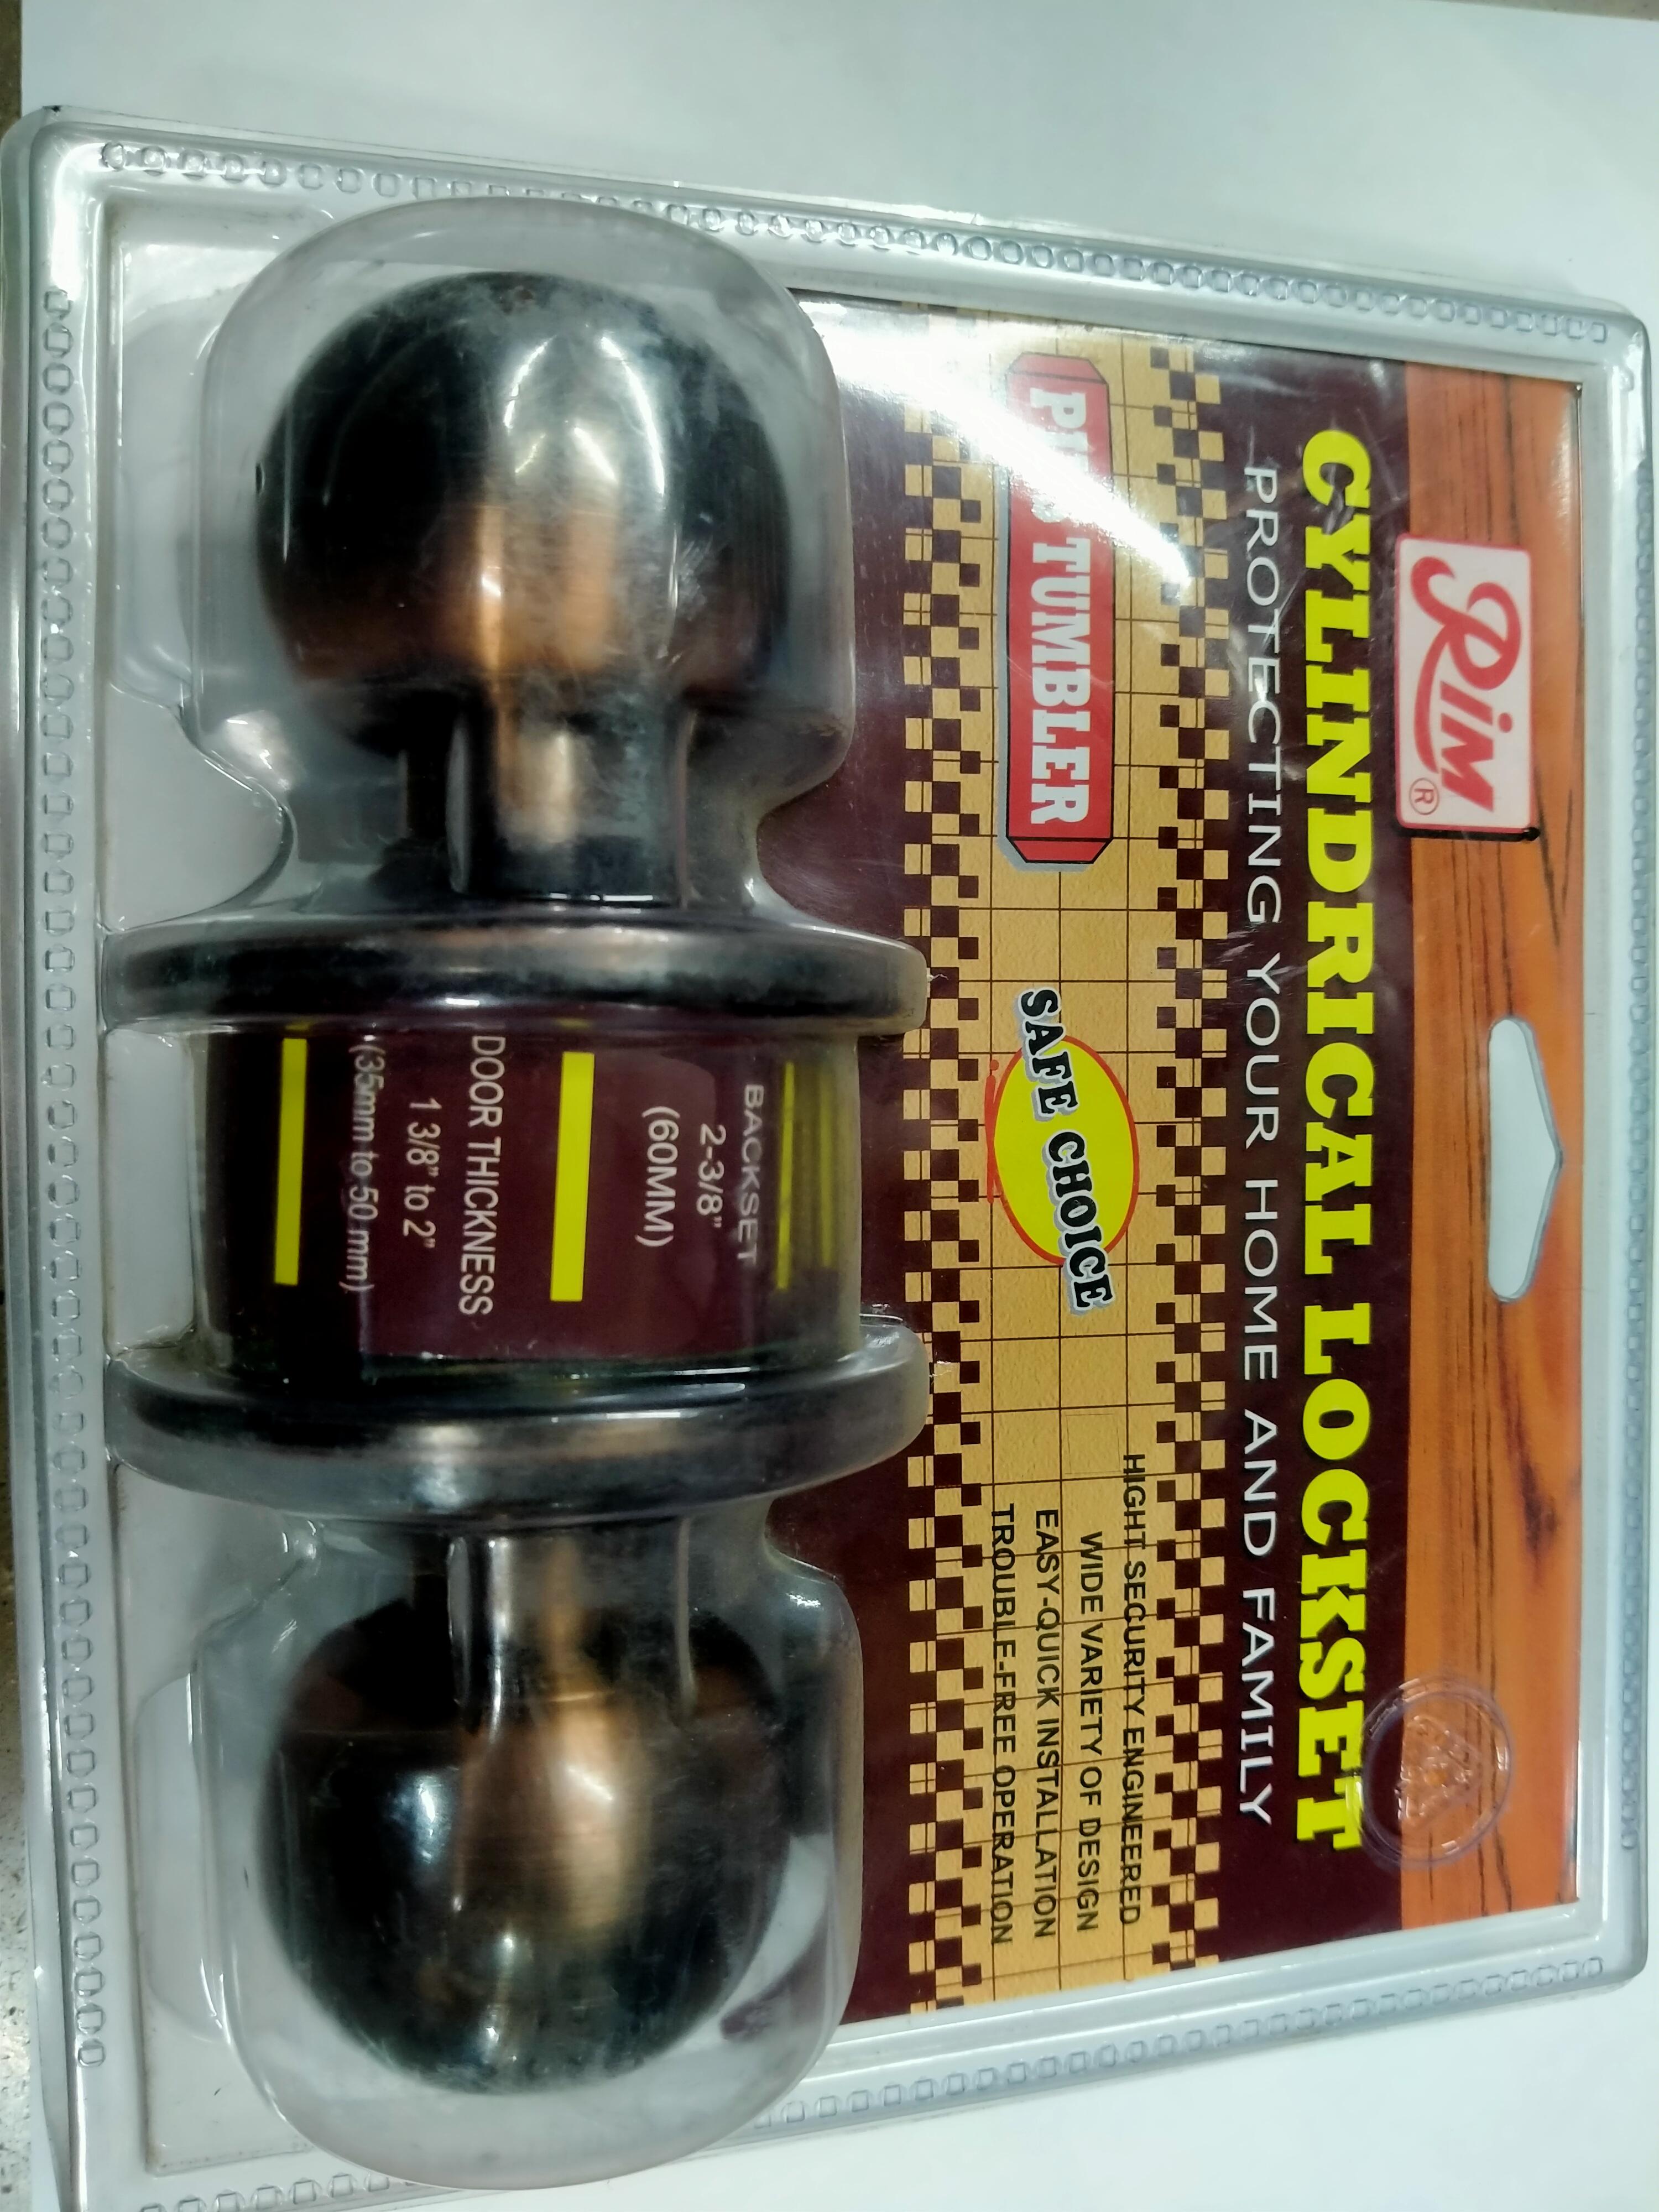 Rim®
CYLINDRICAL LOCKSET
PROTECTING YOUR HOME AND FAMILY
TUMBLER
SAFE CHOICE
HIGHT SECURITY ENGINEERED
WIDE VARIETY OF DESIGN
EASY-QUICK INSTALLATION
TROUBLE-FREE OPERATION
BACKSET
2-3/8"
(60MM)
DOOR THICKNESS
1 3/8" to 2"
(35mm to 50 mm)